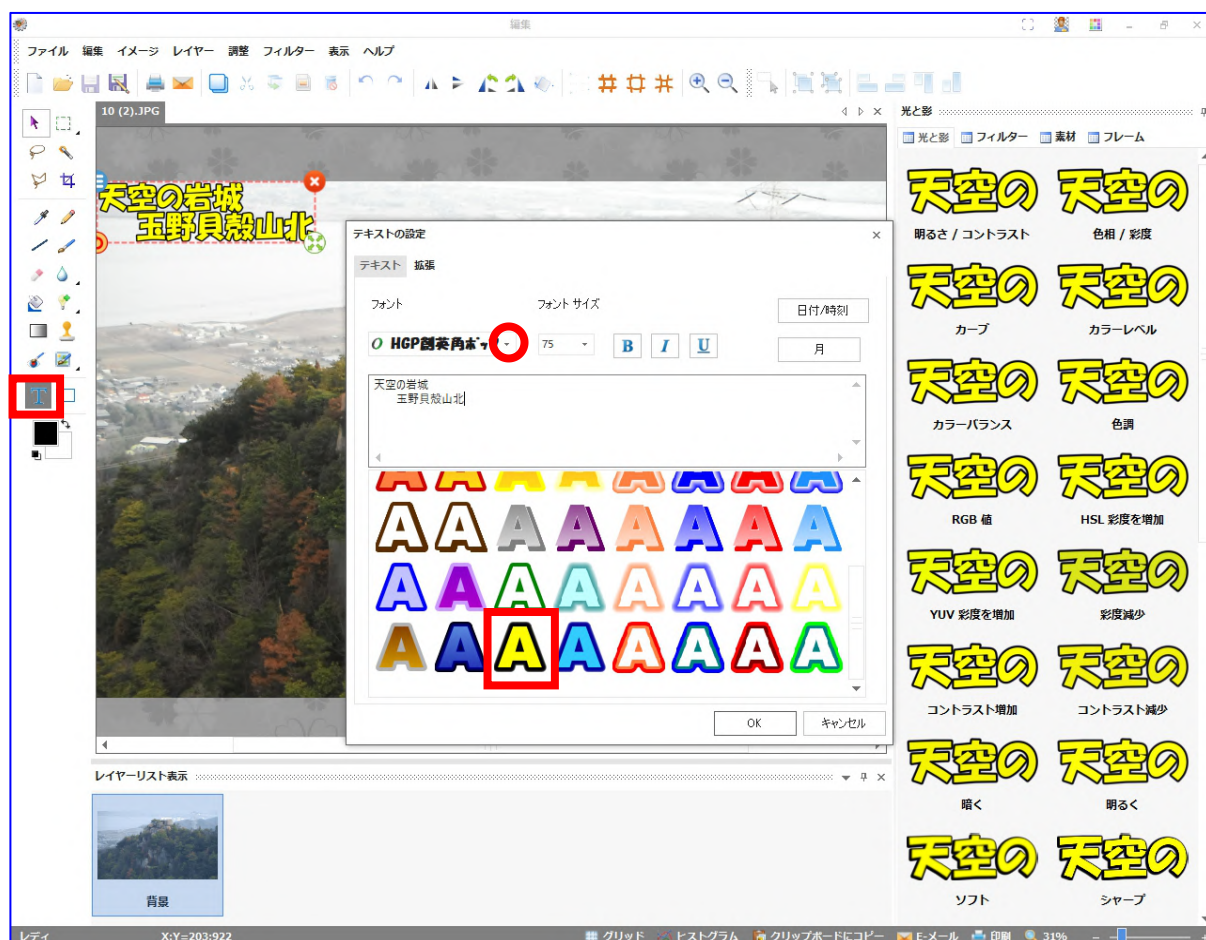 編集
ファイル 編集 イメージ レイヤー 調整 フィルター 表示 ヘルプ
10 (2).JPG
天空の岩城
玉野貝殻山北
テキストの設定
テキスト 拡張
フォント フォント サイズ
日付/時刻
HGP創英角ポップ 75 B I U
月
天空の岩城
玉野貝殻山北
A A A A A A A A
A A A A A A A A
A A A A A A A A
A A A A A A A A
OK キャンセル
レイヤーリスト表示
背景
光と影
光と影 フィルター 素材 フレーム
天空の 天空の
明るさ / コントラスト 色相 / 彩度
天空の 天空の
カーブ カラーレベル
天空の 天空の
カラーバランス 色調
天空の 天空の
RGB 値 HSL 彩度を増加
天空の 天空の
YUV 彩度を増加 彩度減少
天空の 天空の
コントラスト増加 コントラスト減少
天空の 天空の
暗く 明るく
天空の 天空の
ソフト シャープ
レディ X:Y=203:922 グリッド ヒストグラム クリップボードにコピー E-メール 印刷 31%